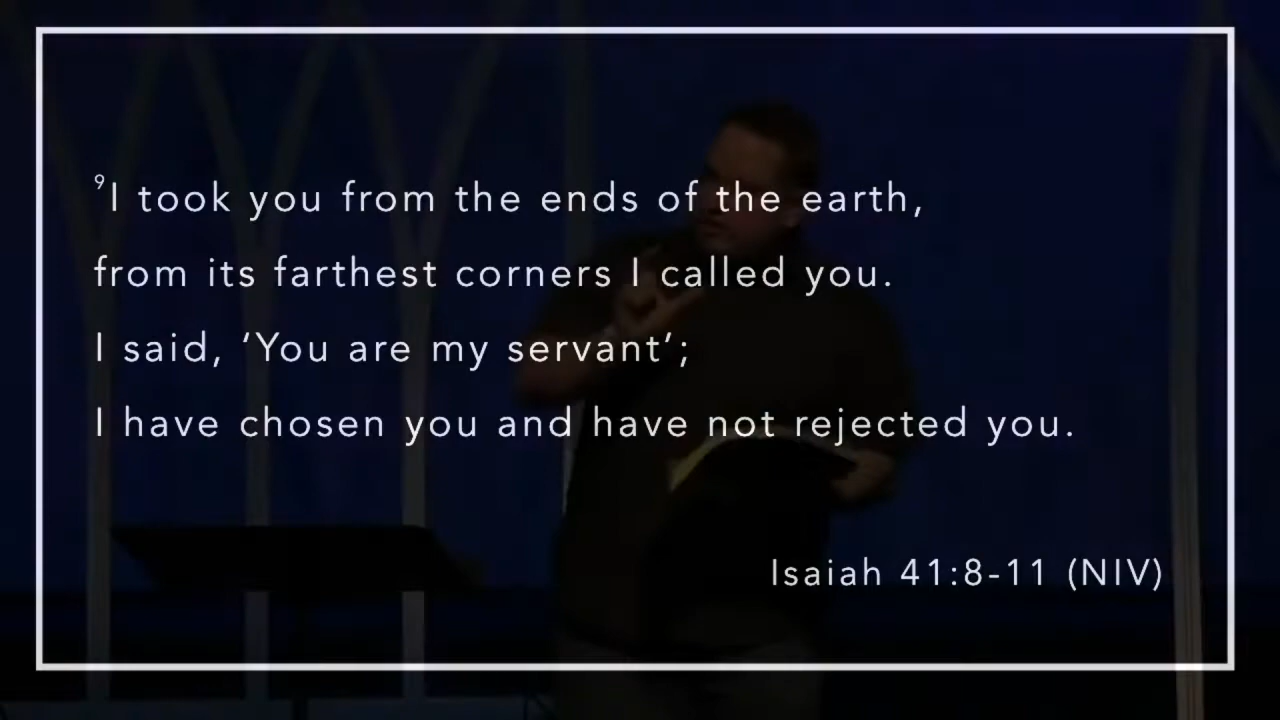 ⁹I took you from the ends of the earth,
from its farthest corners I called you.
I said, ‘You are my servant’;
I have chosen you and have not rejected you.
Isaiah 41:8-11 (NIV)